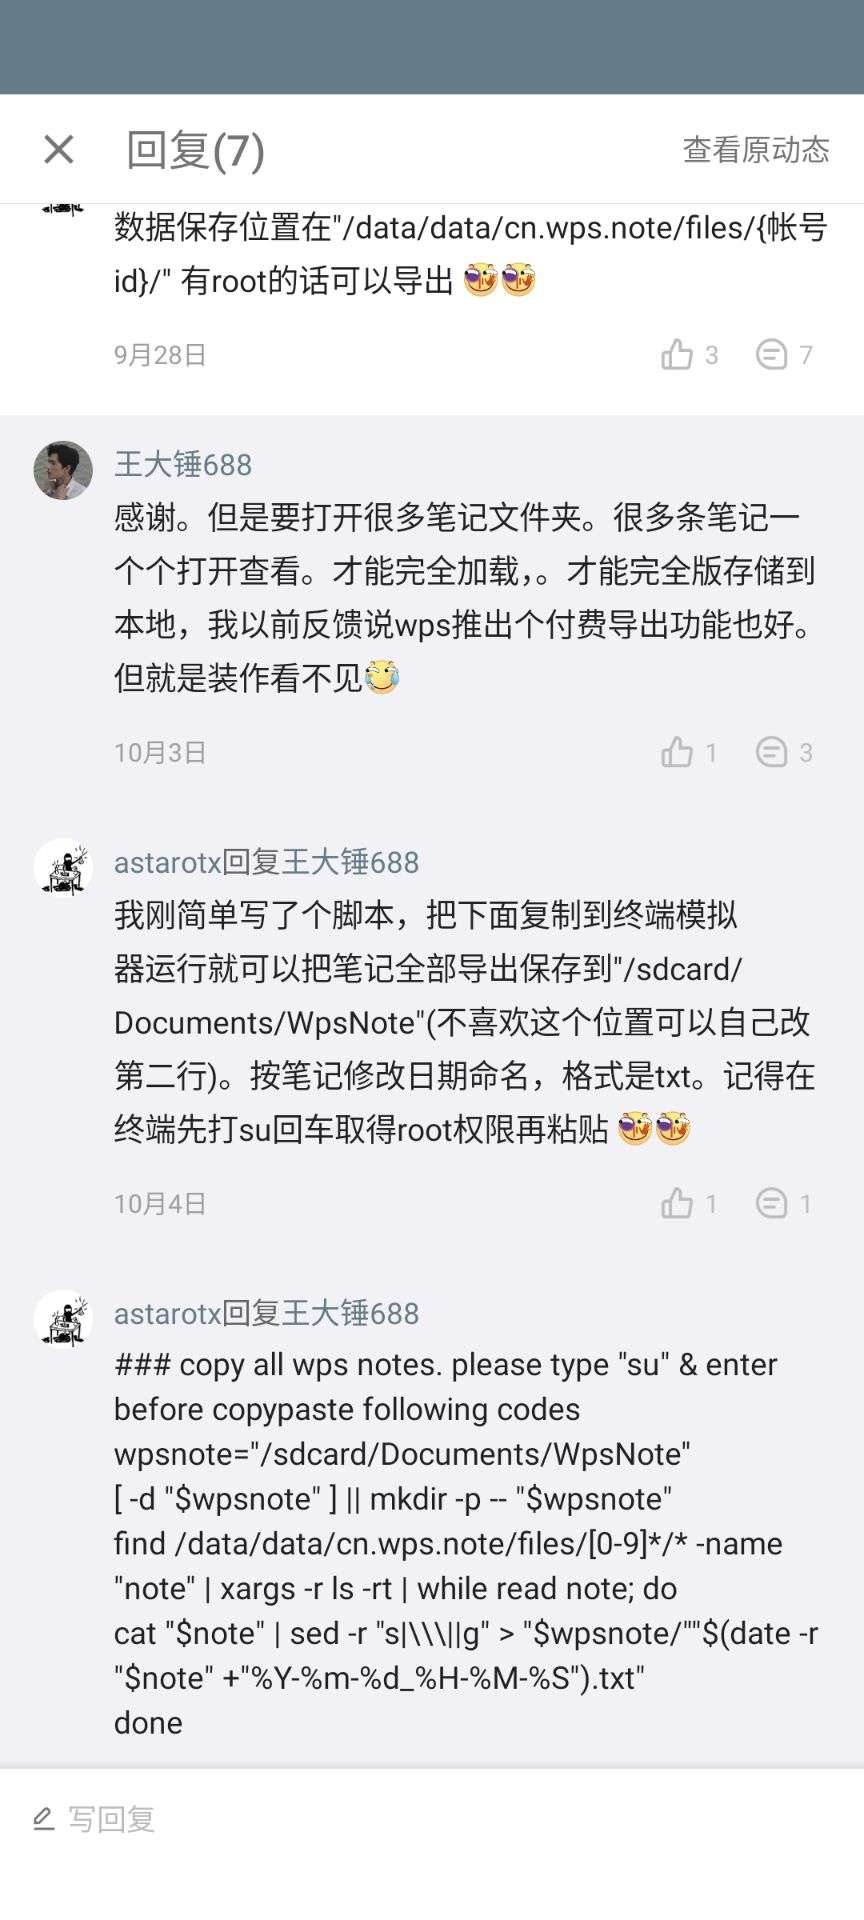 回复(7)
查看原动态
数据保存位置在"/data/data/cn.wps.note/files/{帐号
id}/" 有root的话可以导出
9月28日
3
7
王大锤688
感谢。但是要打开很多笔记文件夹。很多条笔记一
个个打开查看。才能完全加载,。才能完全版存储到
本地，我以前反馈说wps推出个付费导出功能也好。
但就是装作看不见
10月3日
1
3
astarotx回复王大锤688
我刚简单写了个脚本，把下面复制到终端模拟
器运行就可以把笔记全部导出保存到"/sdcard/
Documents/WpsNote"(不喜欢这个位置可以自己改
第二行)。按笔记修改日期命名，格式是txt。记得在
终端先打su回车取得root权限再粘贴
10月4日
1
1
astarotx回复王大锤688
### copy all wps notes. please type "su" & enter
before copypaste following codes
wpsnote="/sdcard/Documents/WpsNote"
[ -d "$wpsnote" ] || mkdir -p -- "$wpsnote"
find /data/data/cn.wps.note/files/[0-9]*/* -name
"note" | xargs -r ls -rt | while read note; do
cat "$note" | sed -r "s|\\\||g" > "$wpsnote/""$(date -r
"$note" +"%Y-%m-%d_%H-%M-%S").txt"
done
写回复